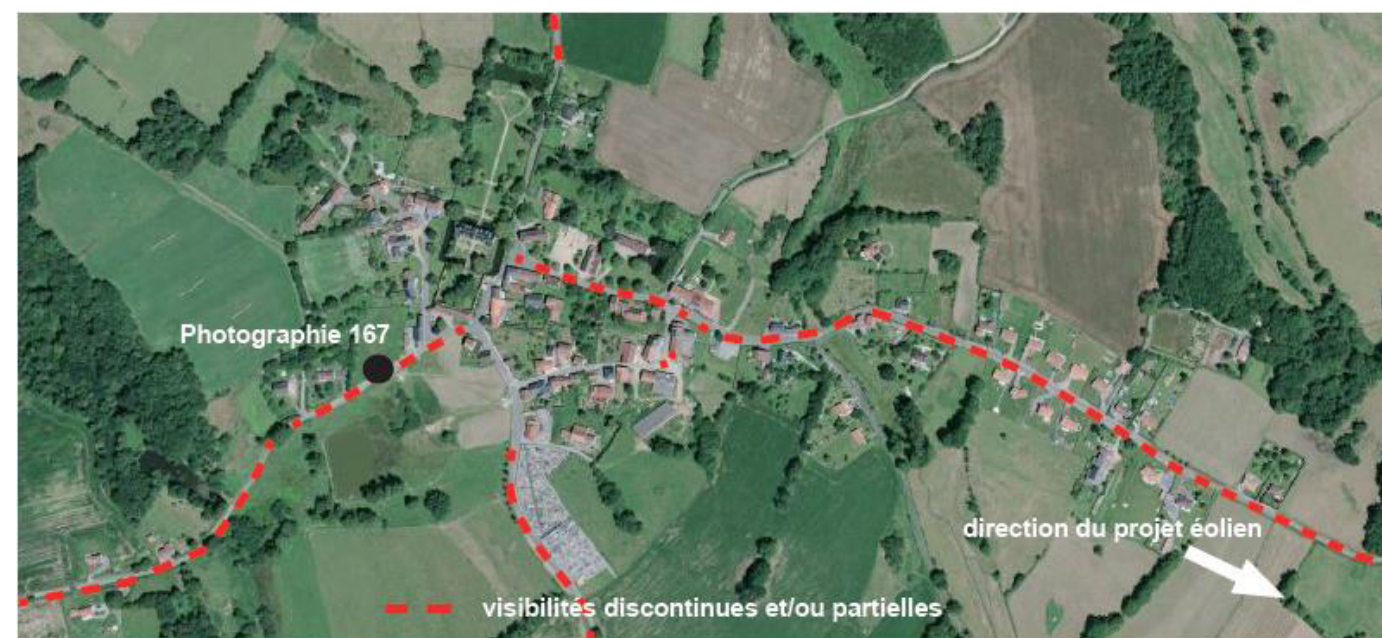 Photographie 167
direction du projet éolien
visibilités discontinues et/ou partielles